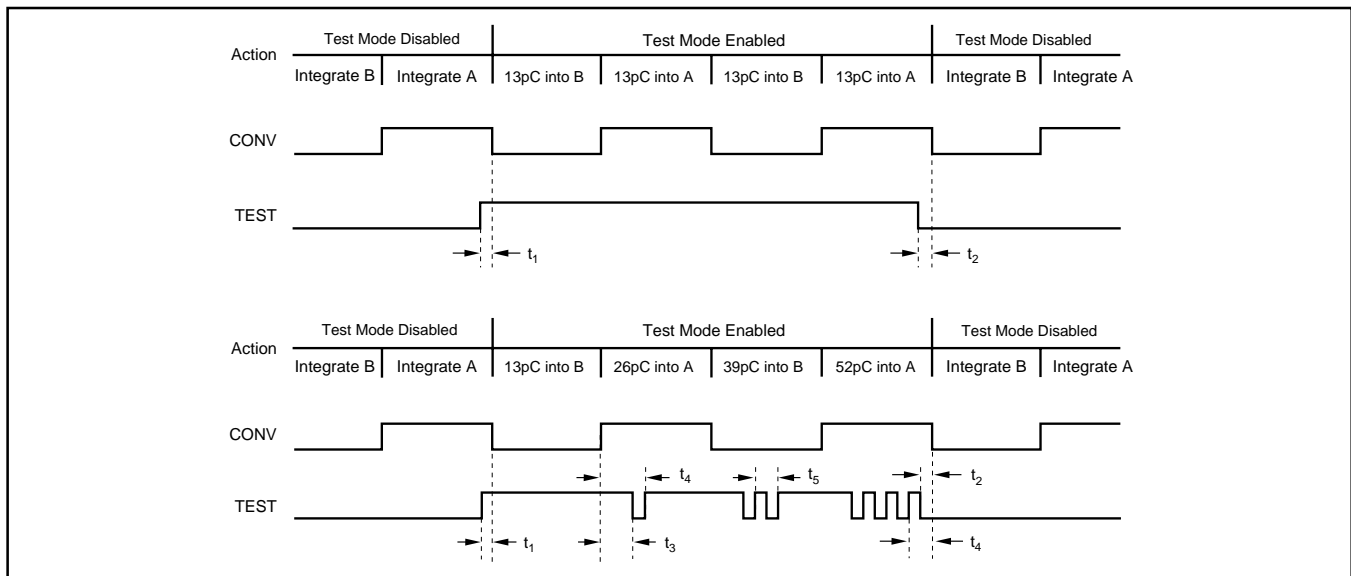 Test Mode Disabled Test Mode Enabled Test Mode Disabled
Action
Integrate B Integrate A 13pC into B 13pC into A 13pC into B 13pC into A Integrate B Integrate A
CONV
TEST
t1 t2
Test Mode Disabled Test Mode Enabled Test Mode Disabled
Action
Integrate B Integrate A 13pC into B 26pC into A 39pC into B 52pC into A Integrate B Integrate A
CONV
t4 t5 t2
TEST
t1 t3 t4